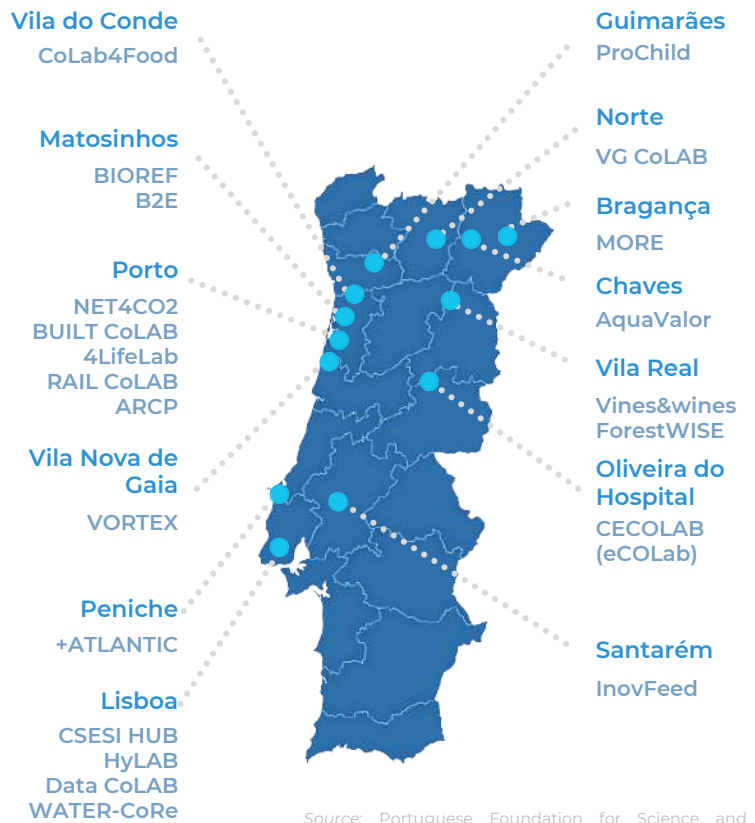 Vila do Conde
CoLab4Food
Matosinhos
BIOREF
B2E
Porto
NET4CO2
BUILT CoLAB
4LifeLab
RAIL CoLAB
ARCP
Vila Nova de
Gaia
VORTEX
Peniche
+ATLANTIC
Lisboa
CSESI HUB
HyLAB
Data CoLAB
WATER-CoRe
Guimarães
ProChild
Norte
VG CoLAB
Bragança
MORE
Chaves
AquaValor
Vila Real
Vines&wines
ForestWISE
Oliveira do
Hospital
CECOLAB
(eCOLab)
Santarém
InovFeed
Source: Portuguese Foundation for Science and